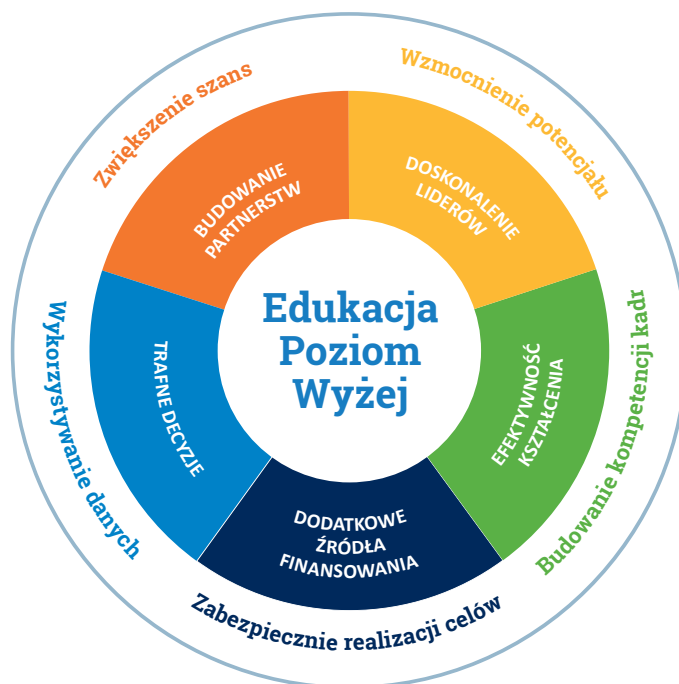 Zwiększenie szans
Wzmocnienie potencjału
BUDOWANIE
PARTNERSTW
DOSKONALENIE
LIDERÓW
Edukacja
Poziom
Wyżej
Wykorzystywanie danych
TRAFNE DECYZJE
EFEKTYWNOŚĆ
KSZTAŁCENIA
Budowanie kompetencji kadr
DODATKOWE
ŹRÓDŁA
FINANSOWANIA
Zabezpiecznie realizacji celów